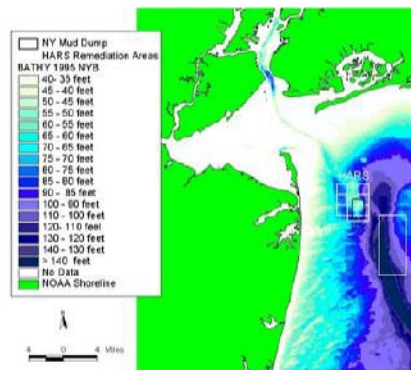 NY Mud Dump
HARS Remediation Areas
BATHY 1995 NYB
40- 35 feet
45 - 40 feet
50 - 45 feet
55 - 50 feet
60 - 55 feet
65 - 60 feet
70 - 65 feet
75 - 70 feet
80 - 75 feet
85 - 80 feet
90 - 85 feet
100 - 90 feet
110 - 100 feet
120- 110 feet
130 - 120 feet
140 - 130 feet
> 140 feet
No Data
NOAA Shoreline
HARS
N
4 0 4 Miles